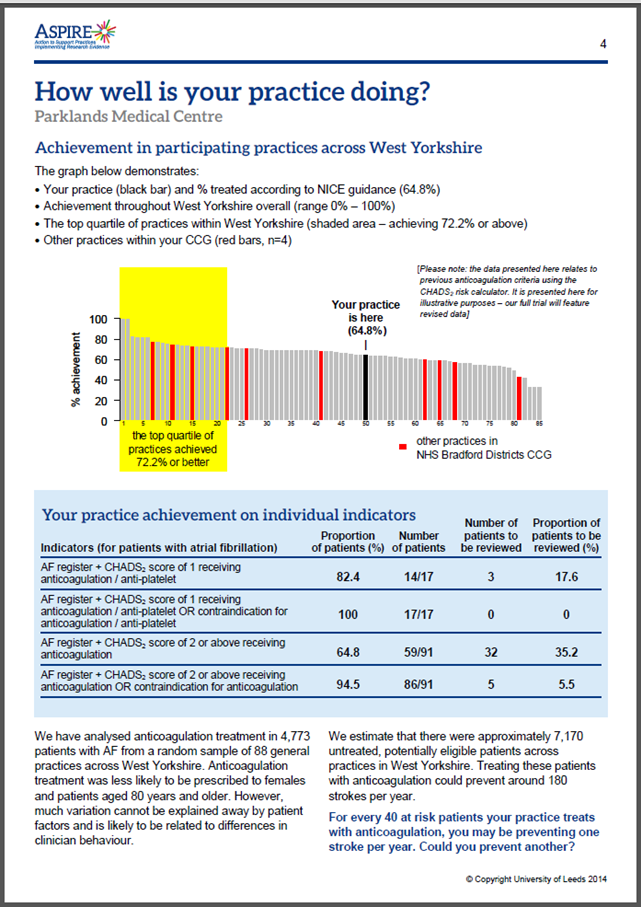 ASPIRE
Action to Support Practices
Implementing Research Evidence
4
How well is your practice doing?
Parklands Medical Centre
Achievement in participating practices across West Yorkshire
The graph below demonstrates:
• Your practice (black bar) and % treated according to NICE guidance (64.8%)
• Achievement throughout West Yorkshire overall (range 0% – 100%)
• The top quartile of practices within West Yorkshire (shaded area – achieving 72.2% or above)
• Other practices within your CCG (red bars, n=4)
[Please note: the data presented here relates to
previous anticoagulation criteria using the
CHADS₂ risk calculator. It is presented here for
illustrative purposes – our full trial will feature
revised data]
Your practice
is here
(64.8%)
% achievement
100
80
60
40
20
0
1 5 10 15 20 25 30 35 40 45 50 55 60 65 70 75 80 85
the top quartile of
practices achieved
72.2% or better
other practices in
NHS Bradford Districts CCG
Your practice achievement on individual indicators
Indicators (for patients with atrial fibrillation)
Proportion
of patients (%)
Number
of patients
Number of
patients to
be reviewed
Proportion of
patients to be
reviewed (%)
AF register + CHADS₂ score of 1 receiving
anticoagulation / anti-platelet
82.4 14/17 3 17.6
AF register + CHADS₂ score of 1 receiving
anticoagulation / anti-platelet OR contraindication for
anticoagulation / anti-platelet
100 17/17 0 0
AF register + CHADS₂ score of 2 or above receiving
anticoagulation
64.8 59/91 32 35.2
AF register + CHADS₂ score of 2 or above receiving
anticoagulation OR contraindication for anticoagulation
94.5 86/91 5 5.5
We have analysed anticoagulation treatment in 4,773
patients with AF from a random sample of 88 general
practices across West Yorkshire. Anticoagulation
treatment was less likely to be prescribed to females
and patients aged 80 years and older. However,
much variation cannot be explained away by patient
factors and is likely to be related to differences in
clinician behaviour.
We estimate that there were approximately 7,170
untreated, potentially eligible patients across
practices in West Yorkshire. Treating these patients
with anticoagulation could prevent around 180
strokes per year.
For every 40 at risk patients your practice treats
with anticoagulation, you may be preventing one
stroke per year. Could you prevent another?
© Copyright University of Leeds 2014